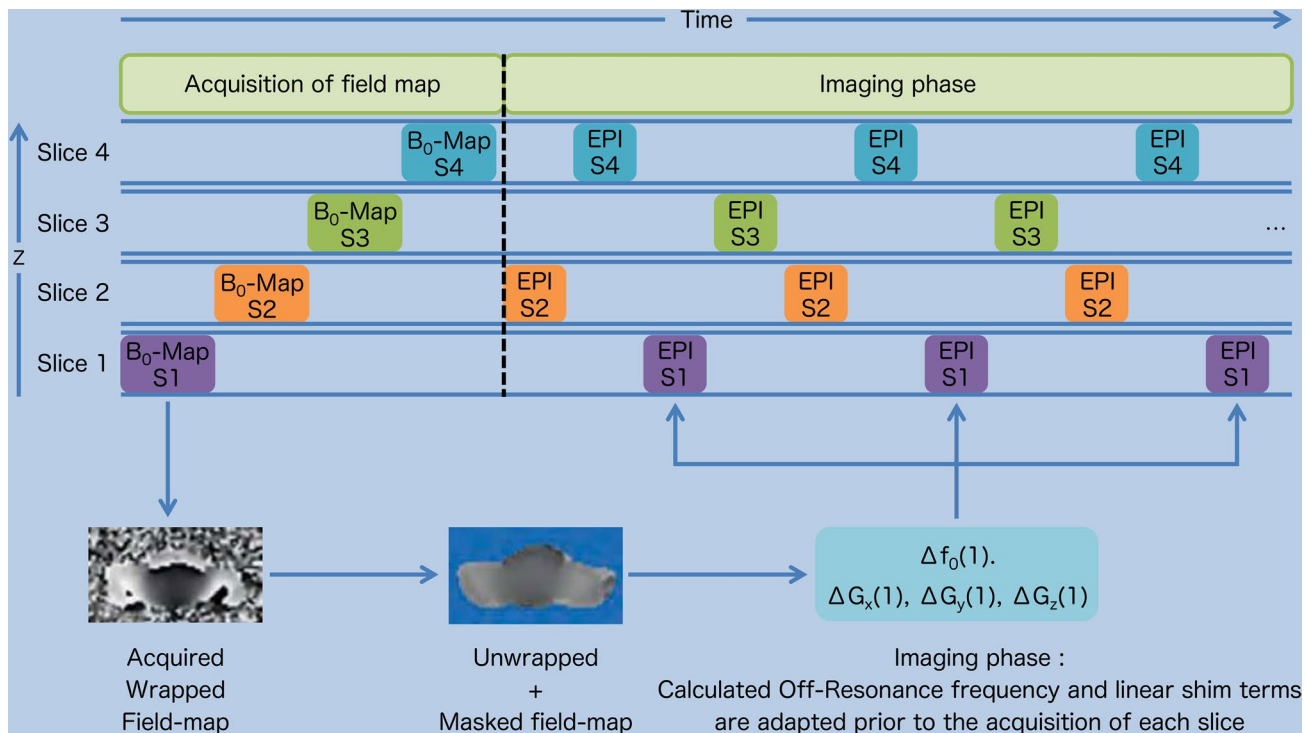 Time
Acquisition of field map
Imaging phase
z
Slice 4
B₀-Map
S4
EPI
S4
EPI
S4
EPI
S4
Slice 3
B₀-Map
S3
EPI
S3
EPI
S3
...
Slice 2
B₀-Map
S2
EPI
S2
EPI
S2
EPI
S2
Slice 1
B₀-Map
S1
EPI
S1
EPI
S1
EPI
S1
Δf₀(1).
ΔGₓ(1), ΔG_y(1), ΔG_z(1)
Acquired
Wrapped
Field-map
Unwrapped
+
Masked field-map
Imaging phase :
Calculated Off-Resonance frequency and linear shim terms
are adapted prior to the acquisition of each slice